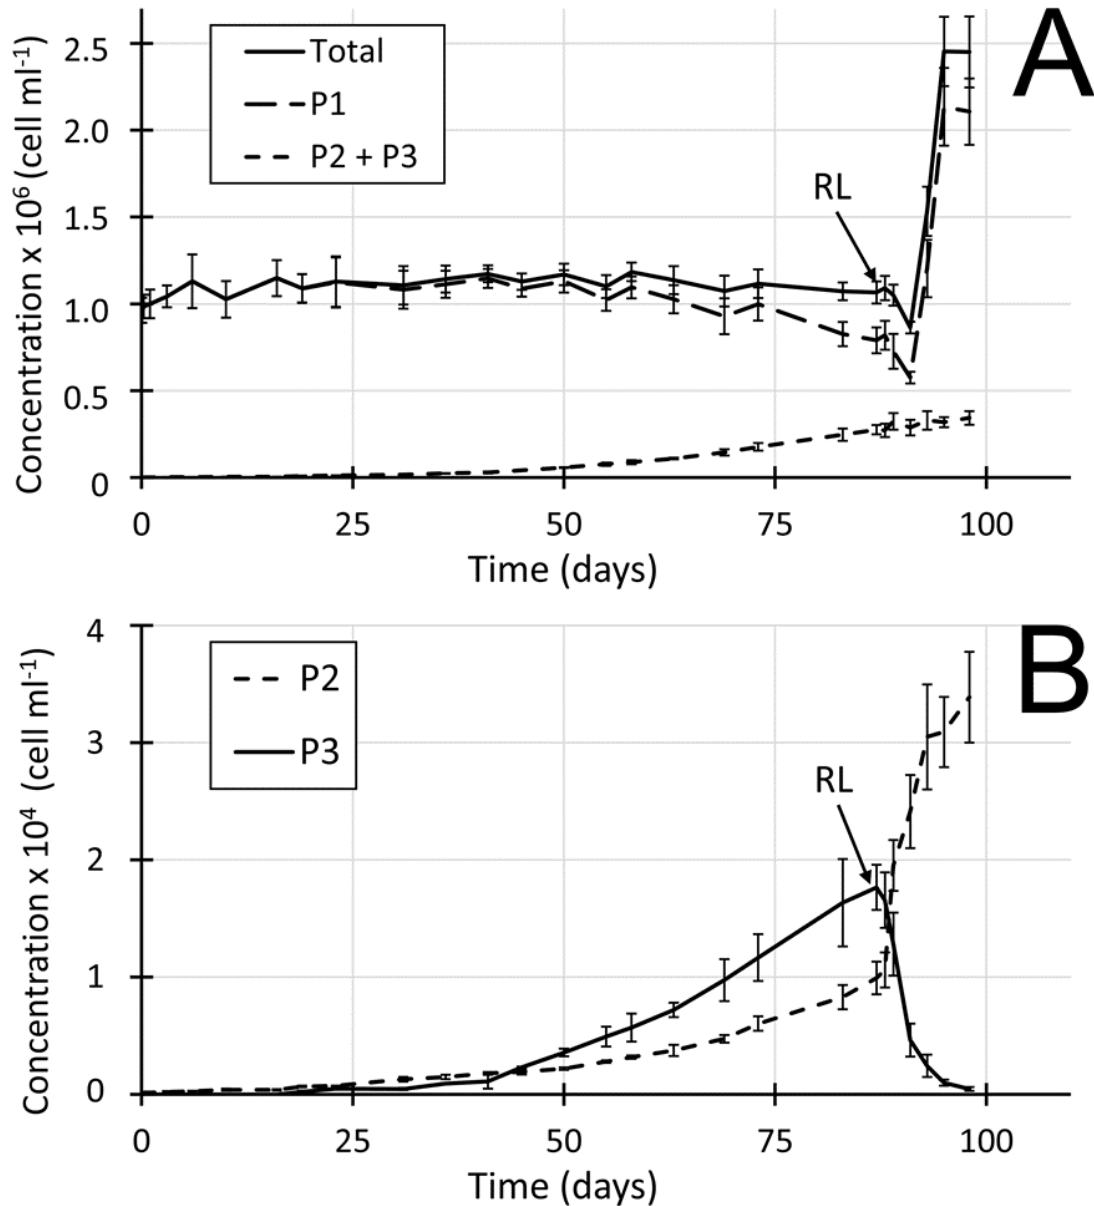 A
Total
P1
P2 + P3
RL
Concentration x 10⁶ (cell ml⁻¹)
2.5
2.0
1.5
1.0
0.5
0
0 25 50 75 100
Time (days)
B
P2
P3
RL
Concentration x 10⁴ (cell ml⁻¹)
4
3
2
1
0
0 25 50 75 100
Time (days)